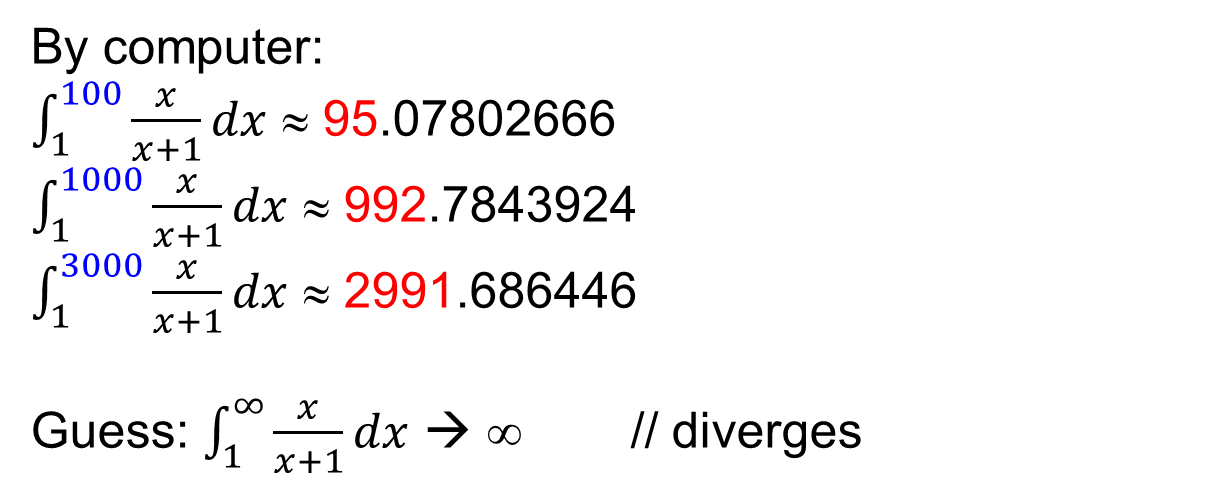 By computer:
∫₁¹⁰⁰ x/(x+1) dx ≈ 95.07802666
∫₁¹⁰⁰⁰ x/(x+1) dx ≈ 992.7843924
∫₁³⁰⁰⁰ x/(x+1) dx ≈ 2991.686446
Guess: ∫₁^∞ x/(x+1) dx → ∞ // diverges